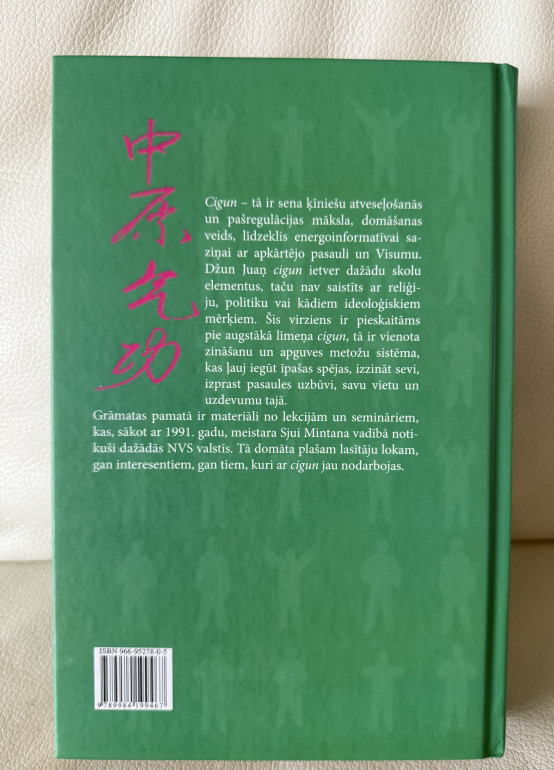 中原气功
Cigun – tā ir sena ķīniešu atveseļošanās
un pašregulācijas māksla, domāšanas
veids, līdzeklis energoinformatīvai sa-
ziņai ar apkārtējo pasauli un Visumu.
Džun Juaņ cigun ietver dažādu skolu
elementus, taču nav saistīts ar reliģi-
ju, politiku vai kādiem ideoloģiskiem
mērķiem. Šis virziens ir pieskaitāms
pie augstākā līmeņa cigun, tā ir vienota
zināšanu un apguves metožu sistēma,
kas ļauj iegūt īpašas spējas, izzināt sevi,
izprast pasaules uzbūvi, savu vietu un
uzdevumu tajā.
Grāmatas pamatā ir materiāli no lekcijām un semināriem,
kas, sākot ar 1991. gadu, meistara Sjui Mintana vadībā noti-
kuši dažādās NVS valstīs. Tā domāta plašam lasītāju lokam,
gan interesentiem, gan tiem, kuri ar cigun jau nodarbojas.
ISBN 966-95278-0-5
9789984199467